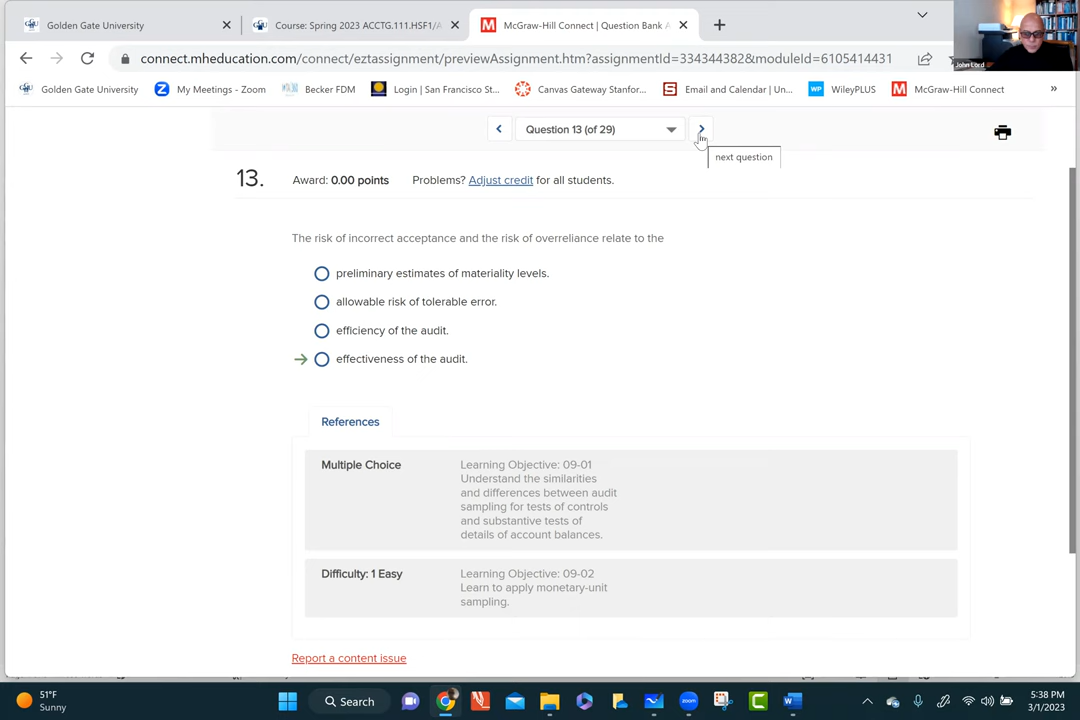 Golden Gate University
Course: Spring 2023 ACCTG.111.HSF1/A
McGraw-Hill Connect | Question Bank A
connect.mheducation.com/connect/eztassignment/previewAssignment.htm?assignmentId=334344382&moduleId=6105414431
John Lord
Golden Gate University
My Meetings - Zoom
Becker FDM
Login | San Francisco St...
Canvas Gateway Stanfor...
Email and Calendar | Un...
WileyPLUS
McGraw-Hill Connect
»
Question 13 (of 29)
next question
13.
Award: 0.00 points
Problems? Adjust credit for all students.
The risk of incorrect acceptance and the risk of overreliance relate to the
preliminary estimates of materiality levels.
allowable risk of tolerable error.
efficiency of the audit.
effectiveness of the audit.
References
Multiple Choice
Learning Objective: 09-01
Understand the similarities
and differences between audit
sampling for tests of controls
and substantive tests of
details of account balances.
Difficulty: 1 Easy
Learning Objective: 09-02
Learn to apply monetary-unit
sampling.
Report a content issue
51°F
Sunny
Search
5:38 PM
3/1/2023